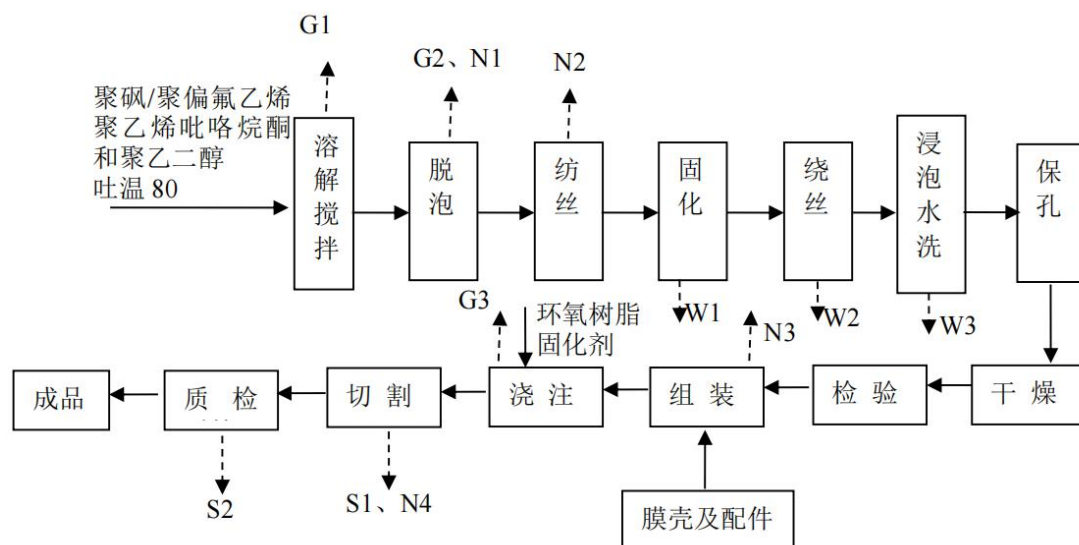 G1
G2、N1
N2
聚砜/聚偏氟乙烯
聚乙烯吡咯烷酮
和聚乙二醇
吐温 80
溶解搅拌
脱泡
纺丝
固化
绕丝
浸泡水洗
保孔
G3
环氧树脂
固化剂
W1
N3
W2
W3
成品
质 检
切 割
浇 注
组 装
检 验
干 燥
S2
S1、N4
膜壳及配件